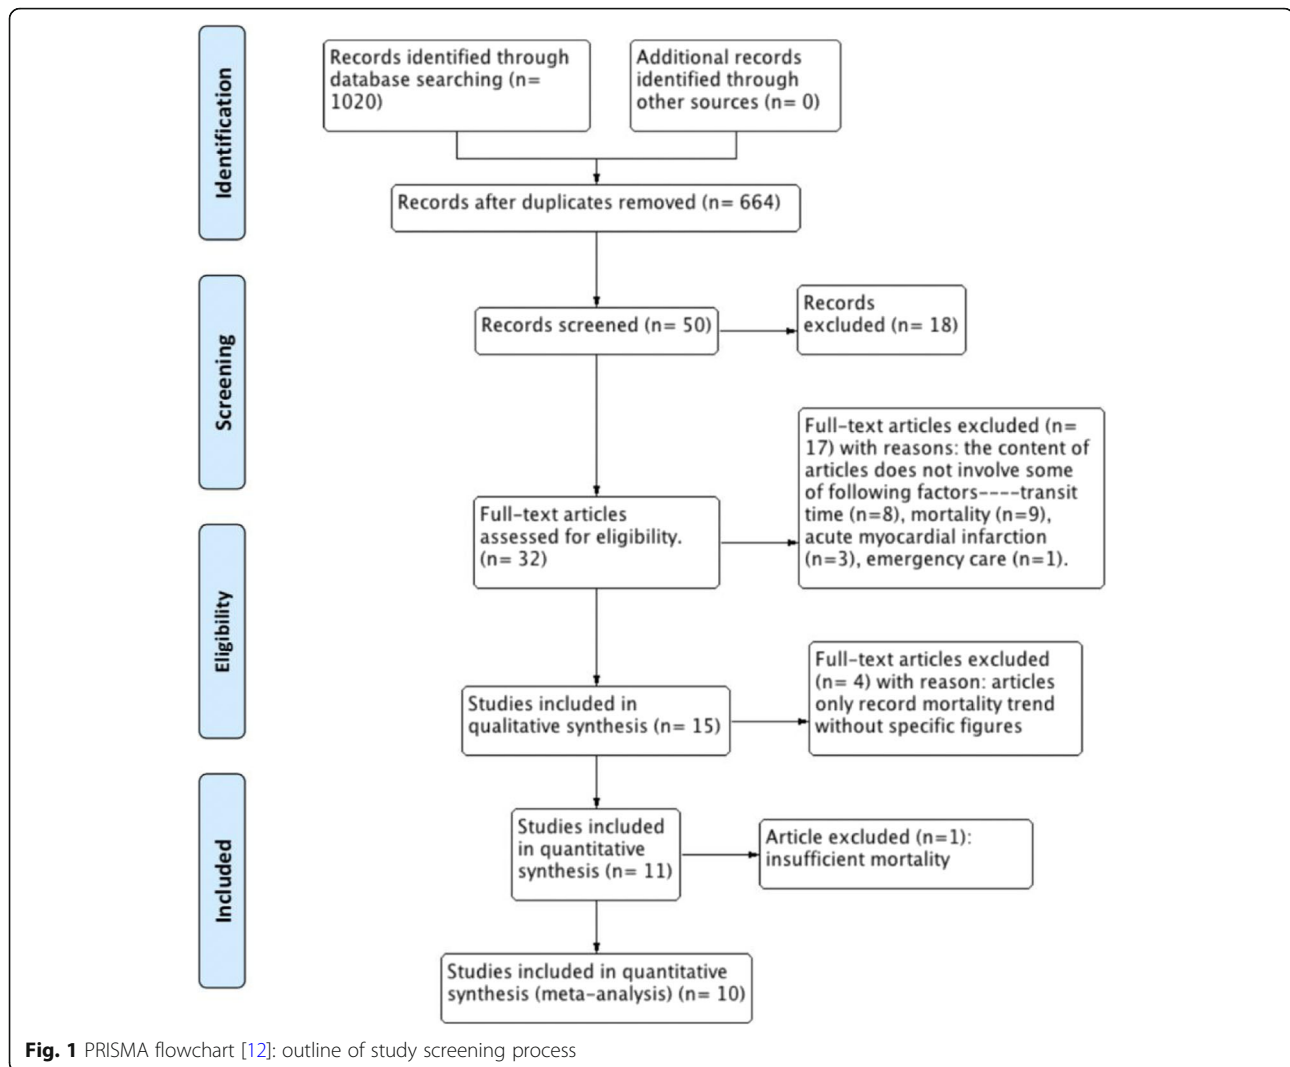 Identification
Records identified through
database searching (n=
1020)
Additional records
identified through
other sources (n= 0)
Records after duplicates removed (n= 664)
Screening
Records screened (n= 50)
Records
excluded (n= 18)
Full-text articles
assessed for eligibility.
(n= 32)
Full-text articles excluded (n=
17) with reasons: the content of
articles does not involve some
of following factors----transit
time (n=8), mortality (n=9),
acute myocardial infarction
(n=3), emergency care (n=1).
Eligibility
Studies included in
qualitative synthesis (n= 15)
Full-text articles excluded
(n= 4) with reason: articles
only record mortality trend
without specific figures
Included
Studies included
in quantitative
synthesis (n= 11)
Article excluded (n=1):
insufficient mortality
Studies included in quantitative
synthesis (meta-analysis) (n= 10)
Fig. 1 PRISMA flowchart [12]: outline of study screening process